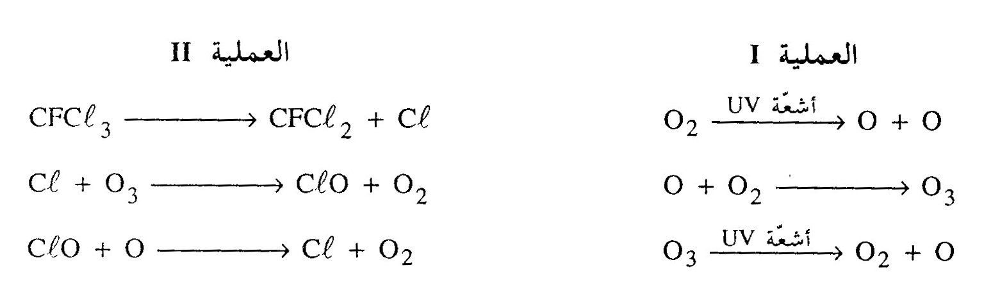 العملية I
O₂ —أشعّة UV→ O + O
O + O₂ ⟶ O₃
O₃ —أشعّة UV→ O₂ + O
العملية II
CFCℓ₃ ⟶ CFCℓ₂ + Cℓ
Cℓ + O₃ ⟶ CℓO + O₂
CℓO + O ⟶ Cℓ + O₂